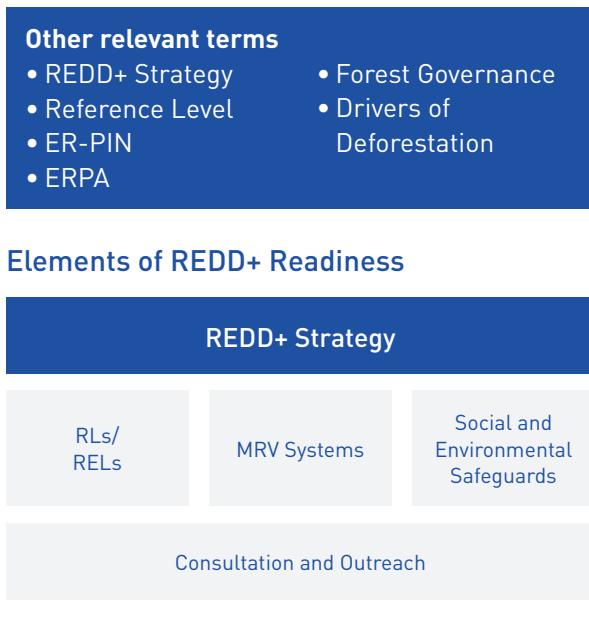 Other relevant terms
• REDD+ Strategy
• Reference Level
• ER-PIN
• ERPA
• Forest Governance
• Drivers of
Deforestation
Elements of REDD+ Readiness
REDD+ Strategy
RLs/
RELs
MRV Systems
Social and
Environmental
Safeguards
Consultation and Outreach